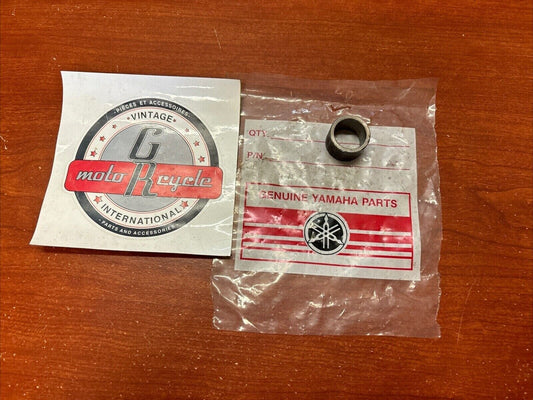 · PIÈCES ET ACCESSOIRES ·
· VINTAGE ·
G
R
moto cycle
INTERNATIONAL
· PARTS AND ACCESSORIES ·
QTY.
P/N
GENUINE YAMAHA PARTS